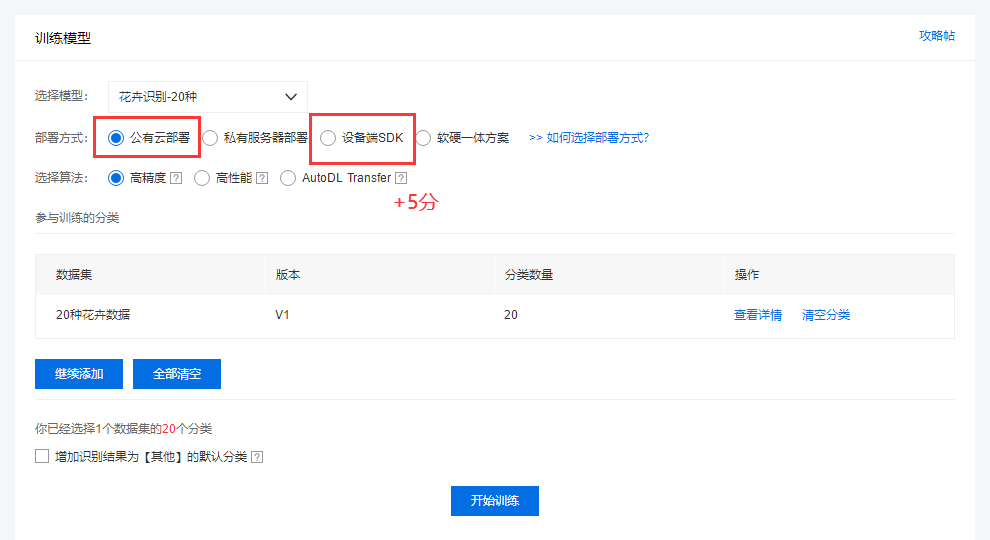 训练模型 攻略帖
选择模型: 花卉识别-20种
部署方式: 公有云部署 私有服务器部署 设备端SDK 软硬一体方案 >> 如何选择部署方式?
选择算法: 高精度 ? 高性能 ? AutoDL Transfer ?
+5分
参与训练的分类
数据集 版本 分类数量 操作
20种花卉数据 V1 20 查看详情 清空分类
继续添加 全部清空
你已经选择1个数据集的20个分类
增加识别结果为【其他】的默认分类 ?
开始训练